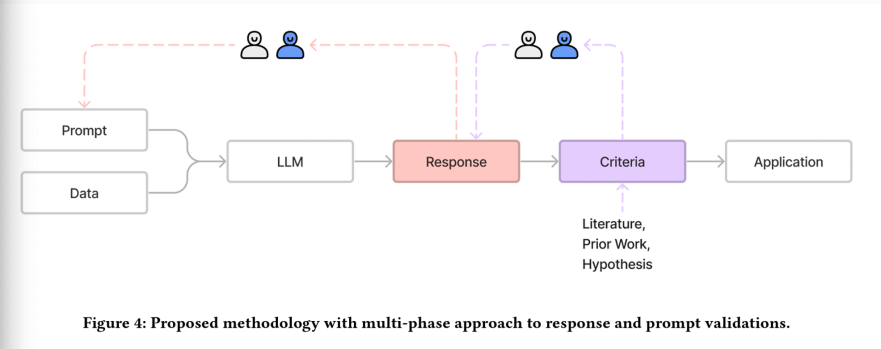 Prompt
Data
LLM
Response
Criteria
Application
Literature,
Prior Work,
Hypothesis
Figure 4: Proposed methodology with multi-phase approach to response and prompt validations.